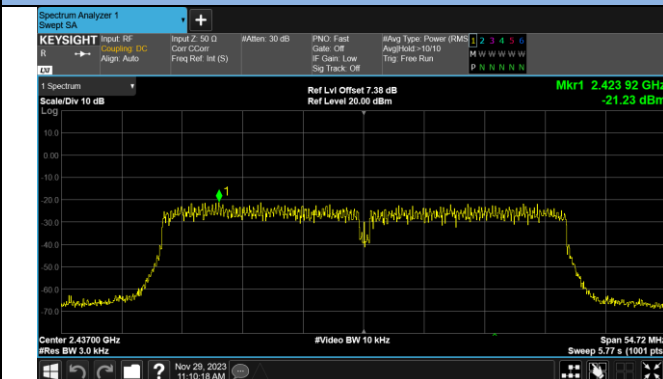 Spectrum Analyzer 1
Swept SA
+
KEYSIGHT
R
LXI
Input: RF
Coupling: DC
Align: Auto
Input Z: 50 Ω
Corr CCorr
Freq Ref: Int (S)
#Atten: 30 dB
PNO: Fast
Gate: Off
IF Gain: Low
Sig Track: Off
#Avg Type: Power (RMS
Avg|Hold:>10/10
Trig: Free Run
1 2 3 4 5 6
M W W W W W
P N N N N N
1 Spectrum
Scale/Div 10 dB
Ref Lvl Offset 7.38 dB
Ref Level 20.00 dBm
Mkr1 2.423 92 GHz
-21.23 dBm
Log
10.0
0.00
-10.0
-20.0
-30.0
-40.0
-50.0
-60.0
-70.0
1
Center 2.43700 GHz
#Res BW 3.0 kHz
#Video BW 10 kHz
Span 54.72 MHz
Sweep 5.77 s (1001 pts
?
Nov 29, 2023
11:10:18 AM